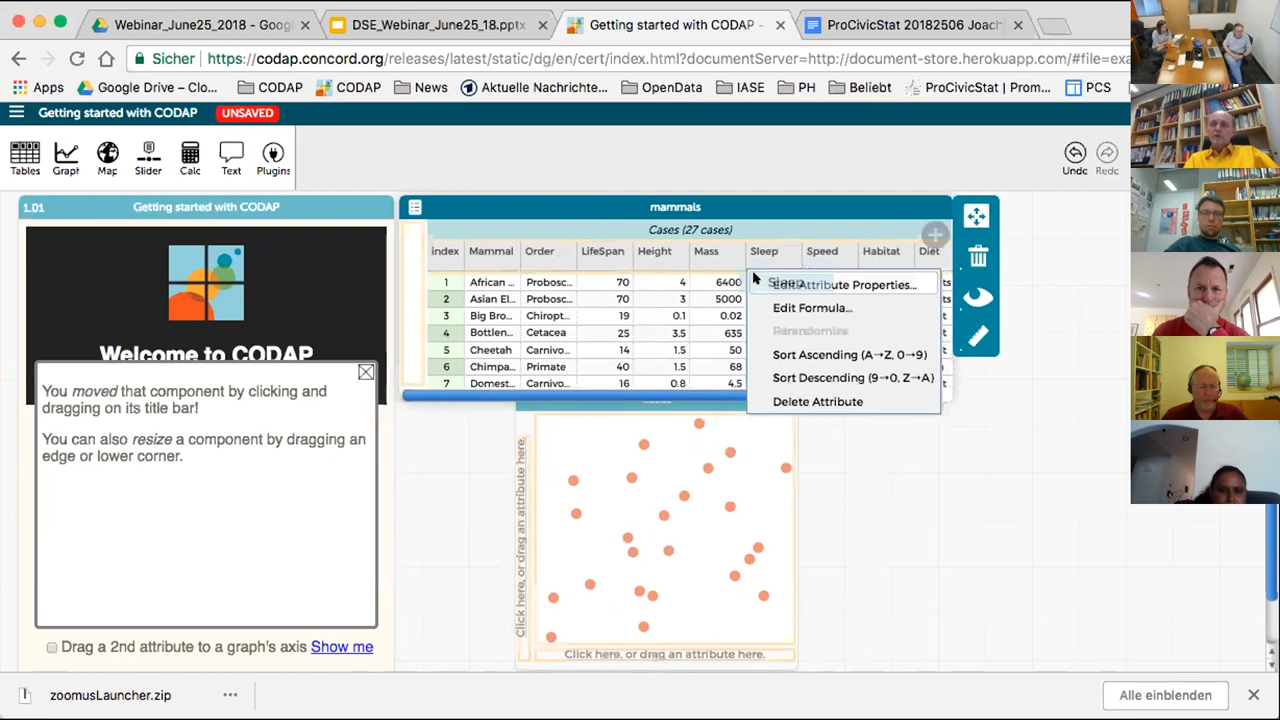 Webinar_June25_2018 - Googl
DSE_Webinar_June25_18.pptx
Getting started with CODAP -
ProCivicStat 20182506 Joach
Sicher
https://codap.concord.org/releases/latest/static/dg/en/cert/index.html?documentServer=http://document-store.herokuapp.com/#file=exa
Apps
Google Drive – Clo...
CODAP
CODAP
News
Aktuelle Nachrichte...
OpenData
IASE
PH
Beliebt
ProCivicStat | Prom...
PCS
Getting started with CODAP
UNSAVED
Tables
Graph
Map
Slider
Calc
Text
Plugins
Undo
Redo
1.01
Getting started with CODAP
mammals
Cases (27 cases)
index Mammal Order LifeSpan Height Mass Sleep Speed Habitat Diet
1 African ... Probosc... 70 4 6400
2 Asian El... Probosc... 70 3 5000
3 Big Bro... Chiropt... 19 0.1 0.02
4 Bottlen... Cetacea 25 3.5 635
5 Cheetah Carnivo... 14 1.5 50
6 Chimpa... Primate 40 1.5 68
7 Domest... Carnivo... 16 0.8 4.5
Sleep
Edit Attribute Properties...
Edit Formula...
Rerandomize
Sort Ascending (A→Z, 0→9)
Sort Descending (9→0, Z→A)
Delete Attribute
Welcome to CODAP
You moved that component by clicking and
dragging on its title bar!
You can also resize a component by dragging an
edge or lower corner.
Drag a 2nd attribute to a graph's axis Show me
Click here, or drag an attribute here.
Click here, or drag an attribute here.
zoomusLauncher.zip
Alle einblenden